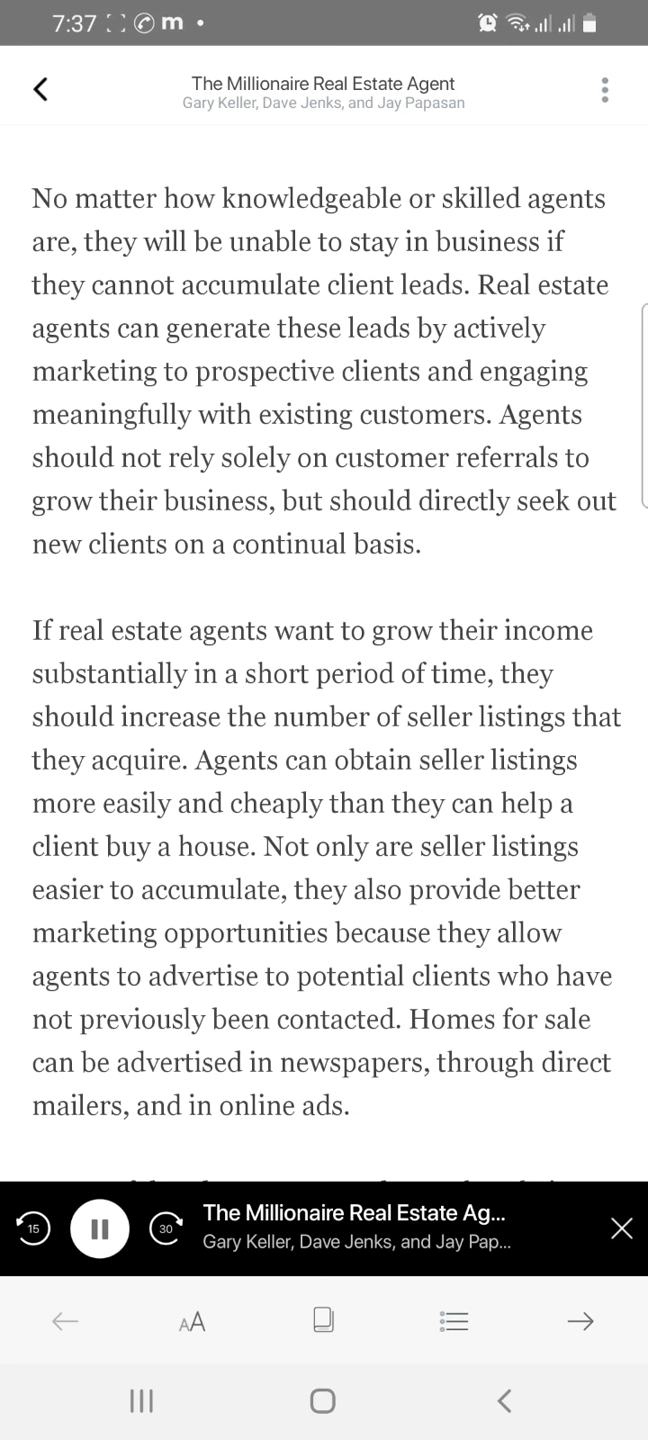 7:37 m
The Millionaire Real Estate Agent
Gary Keller, Dave Jenks, and Jay Papasan
No matter how knowledgeable or skilled agents
are, they will be unable to stay in business if
they cannot accumulate client leads. Real estate
agents can generate these leads by actively
marketing to prospective clients and engaging
meaningfully with existing customers. Agents
should not rely solely on customer referrals to
grow their business, but should directly seek out
new clients on a continual basis.
If real estate agents want to grow their income
substantially in a short period of time, they
should increase the number of seller listings that
they acquire. Agents can obtain seller listings
more easily and cheaply than they can help a
client buy a house. Not only are seller listings
easier to accumulate, they also provide better
marketing opportunities because they allow
agents to advertise to potential clients who have
not previously been contacted. Homes for sale
can be advertised in newspapers, through direct
mailers, and in online ads.
15 30 The Millionaire Real Estate Ag...
Gary Keller, Dave Jenks, and Jay Pap...
AA